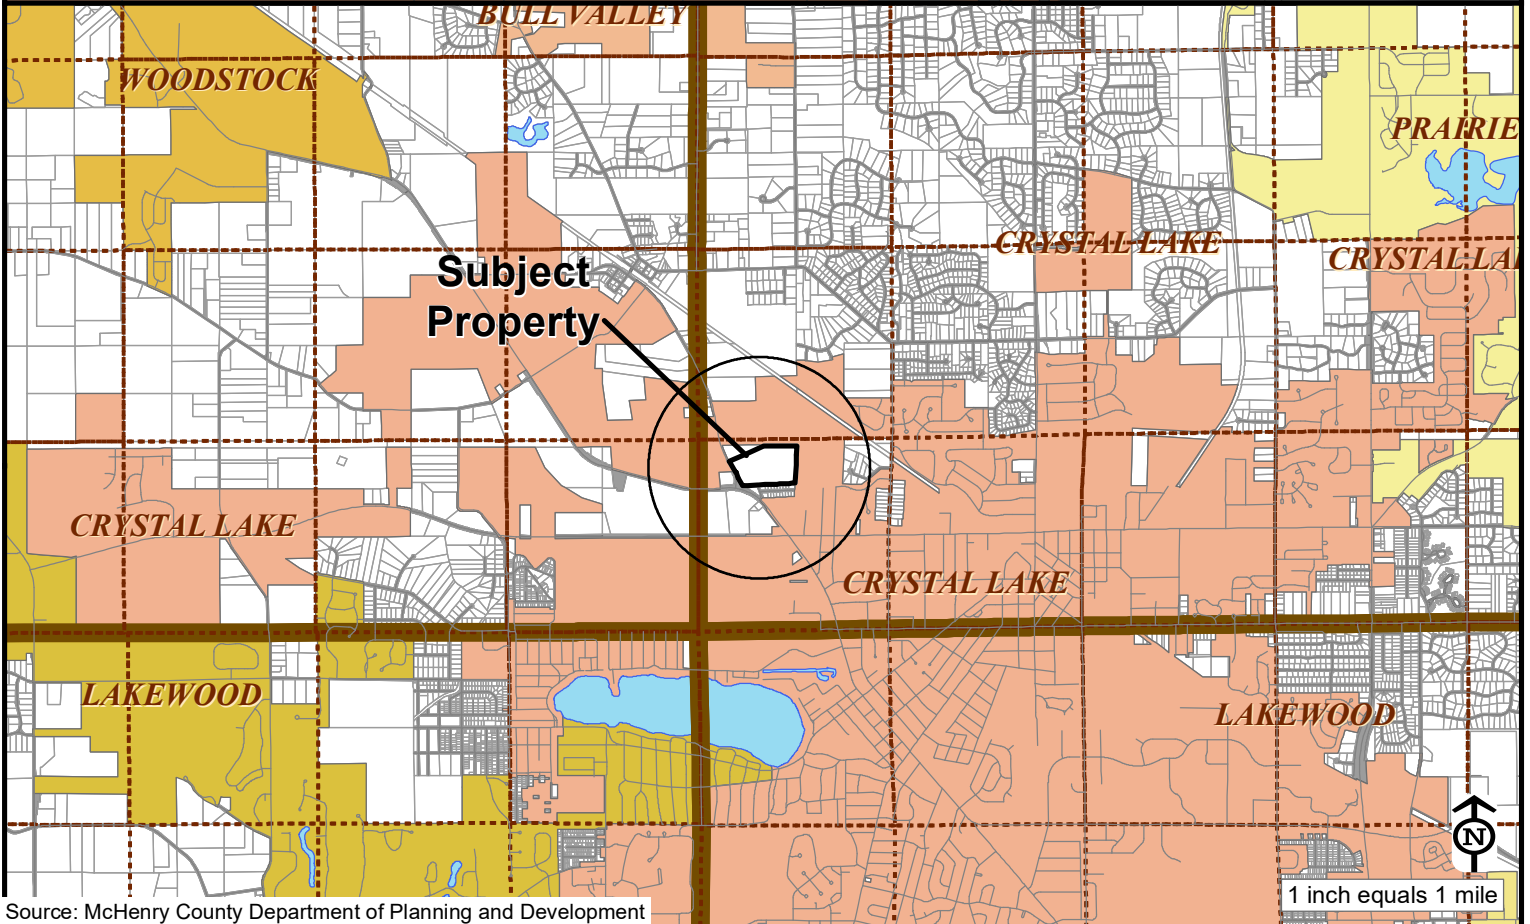 BULL VALLEY
WOODSTOCK
PRAIRIE
CRYSTAL LAKE
CRYSTAL LA
Subject
Property
CRYSTAL LAKE
CRYSTAL LAKE
LAKEWOOD
LAKEWOOD
N
1 inch equals 1 mile
Source: McHenry County Department of Planning and Development